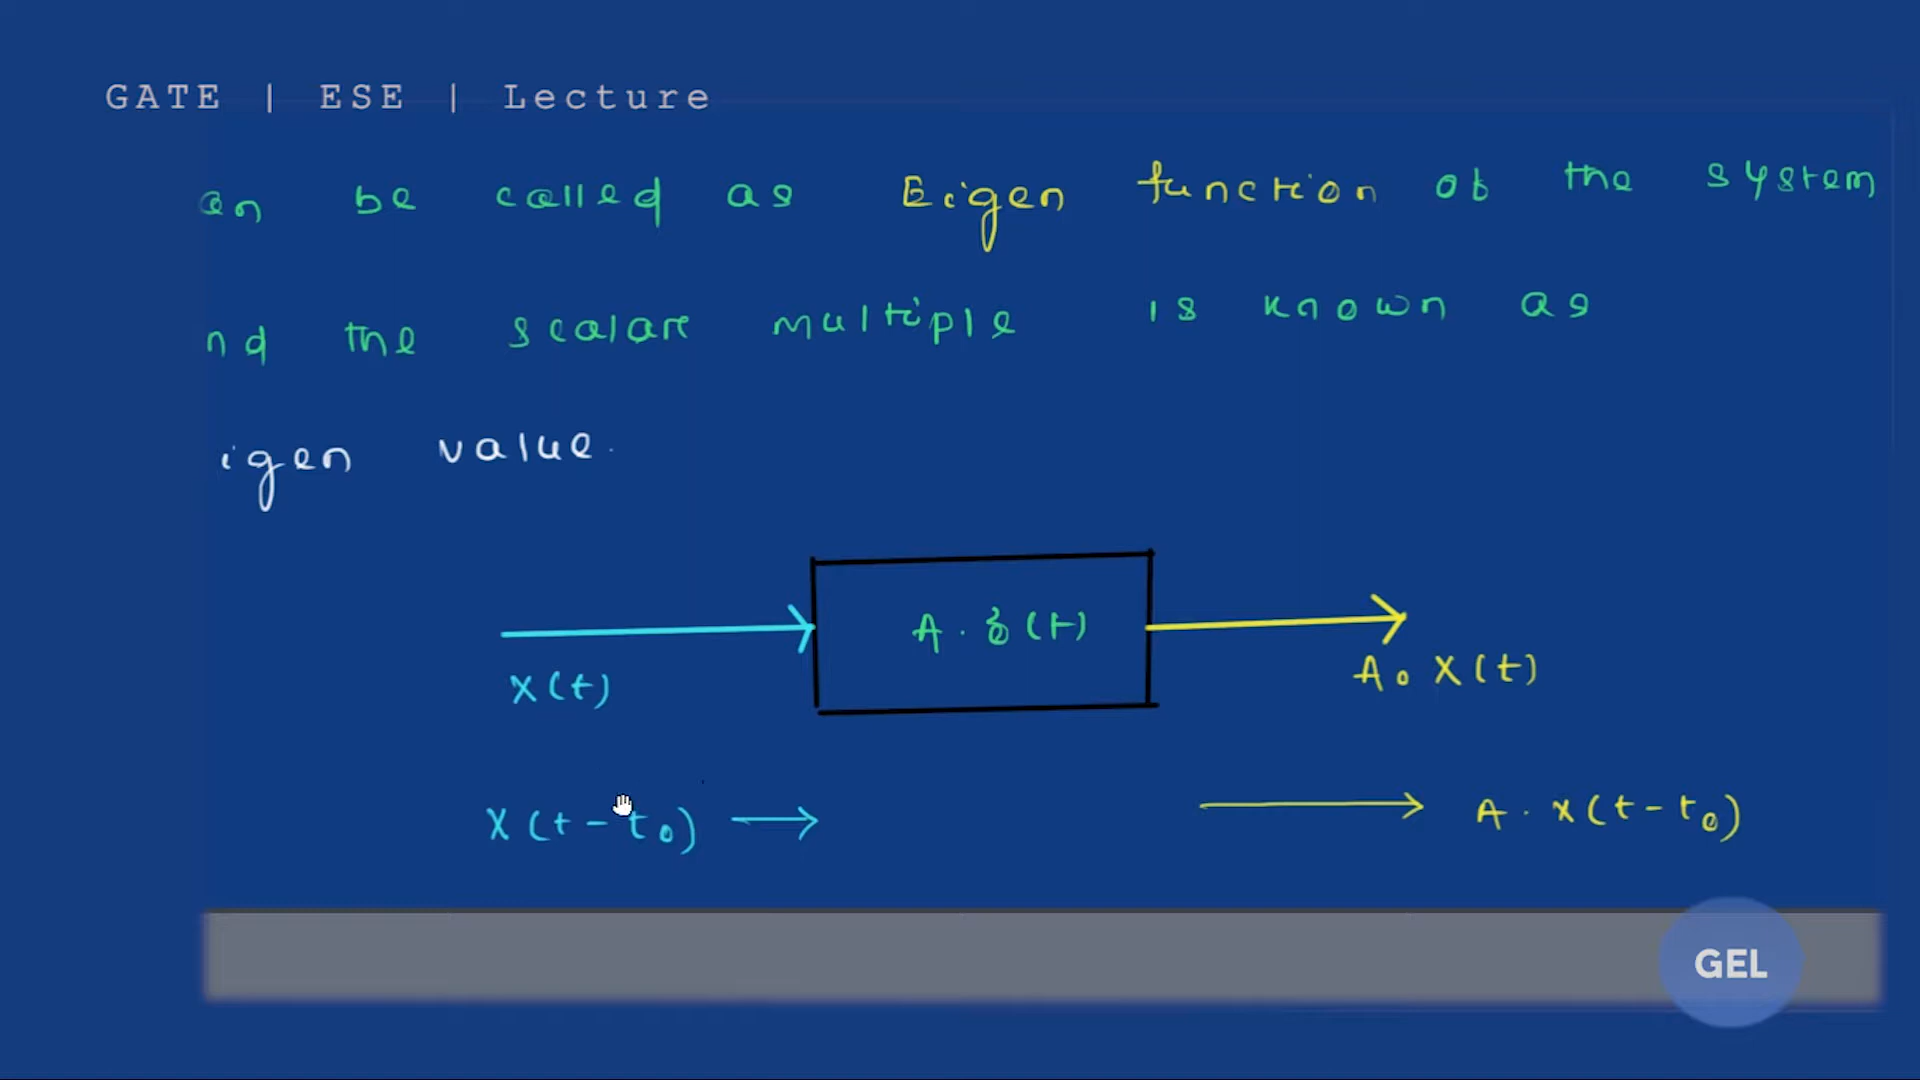 GATE | ESE | Lecture
an be called as Eigen function of the system
nd the scalar multiple is known as
igen value.
A . δ(t)
X(t)
A . X(t)
X(t - t0) → → A . x(t - t0)
GEL